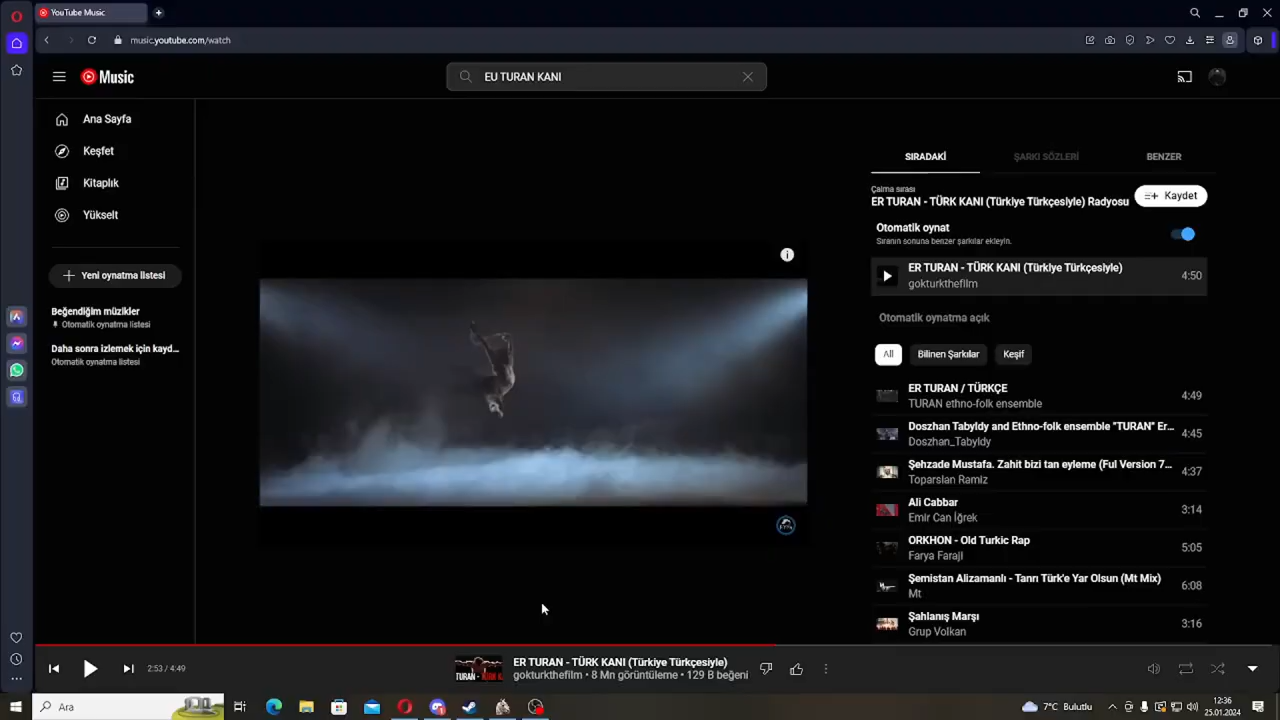 YouTube Music
music.youtube.com/watch
Music
EU TURAN KANI
Ana Sayfa
Keşfet
Kitaplık
Yükselt
Yeni oynatma listesi
Beğendiğim müzikler
Otomatik oynatma listesi
Daha sonra izlemek için kayd...
Otomatik oynatma listesi
SIRADAKİ
ŞARKI SÖZLERİ
BENZER
Çalma sırası
ER TURAN - TÜRK KANI (Türkiye Türkçesiyle) Radyosu
Kaydet
Otomatik oynat
Sıranın sonuna benzer şarkılar ekleyin.
ER TURAN - TÜRK KANI (Türkiye Türkçesiyle)
gokturkthefilm
4:50
Otomatik oynatma açık
All
Bilinen Şarkılar
Keşif
ER TURAN / TÜRKÇE
TURAN ethno-folk ensemble
4:49
Doszhan Tabyldy and Ethno-folk ensemble "TURAN" Er...
Doszhan_Tabyldy
4:45
Şehzade Mustafa. Zahit bizi tan eyleme (Ful Version 7...
Toparslan Ramiz
4:37
Ali Cabbar
Emir Can İğrek
3:14
ORKHON - Old Turkic Rap
Farya Faraji
5:05
Şemistan Alizamanlı - Tanrı Türk'e Yar Olsun (Mt Mix)
Mt
6:08
Şahlanış Marşı
Grup Volkan
3:16
2:53 / 4:49
ER TURAN - TÜRK KANI (Türkiye Türkçesiyle)
gokturkthefilm • 8 Mn görüntüleme • 129 B beğeni
Ara
7°C Bulutlu
12:36
25.01.2024